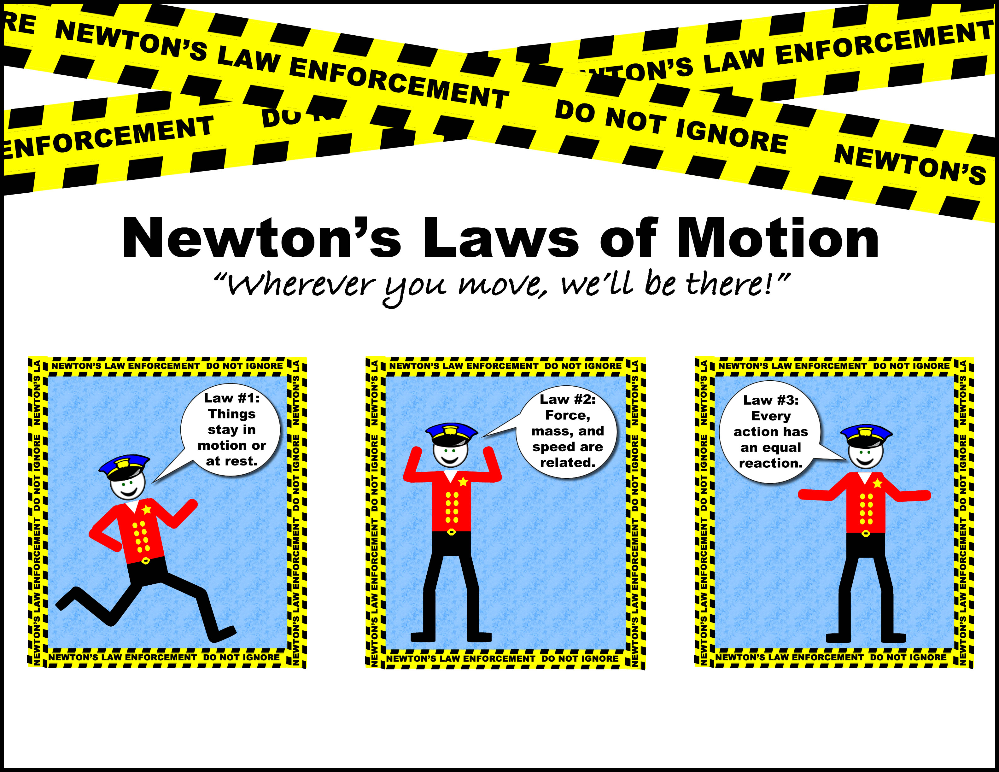 RE NEWTON'S LAW ENFORCEMENT DO NOT IGNORE NEWTON'S
ENFORCEMENT DO N
WTON'S LAW ENFORCEMENT
Newton's Laws of Motion
"Wherever you move, we'll be there!"
NEWTON'S LAW ENFORCEMENT DO NOT IGNORE
NEWTON'S LAW ENFORCEMENT DO NOT IGNORE NEWTON'S LA
Law #1:
Things
stay in
motion or
at rest.
NEWTON'S LAW ENFORCEMENT DO NOT IGNORE NEWTON'S LA
NEWTON'S LAW ENFORCEMENT DO NOT IGNORE
NEWTON'S LAW ENFORCEMENT DO NOT IGNORE
NEWTON'S LAW ENFORCEMENT DO NOT IGNORE NEWTON'S LA
Law #2:
Force,
mass, and
speed are
related.
NEWTON'S LAW ENFORCEMENT DO NOT IGNORE NEWTON'S LA
NEWTON'S LAW ENFORCEMENT DO NOT IGNORE
NEWTON'S LAW ENFORCEMENT DO NOT IGNORE
NEWTON'S LAW ENFORCEMENT DO NOT IGNORE NEWTON'S LA
Law #3:
Every
action has
an equal
reaction.
NEWTON'S LAW ENFORCEMENT DO NOT IGNORE NEWTON'S LA
NEWTON'S LAW ENFORCEMENT DO NOT IGNORE